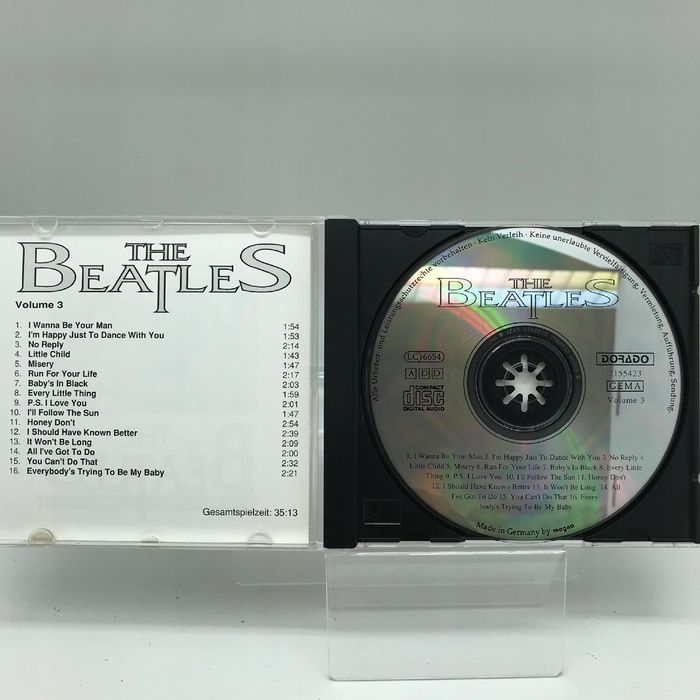 THE
BEATLES
Volume 3
1. I Wanna Be Your Man 1:54
2. I'm Happy Just To Dance With You 1:53
3. No Reply 2:14
4. Little Child 1:43
5. Misery 1:45
6. Run For Your Life 2:17
7. Baby's In Black 2:03
8. Every Little Thing 1:59
9. P.S. I Love You 2:01
10. I'll Follow The Sun 1:47
11. Honey Don't 2:54
12. I Should Have Known Better 2:39
13. It Won't Be Long 2:09
14. All I've Got To Do 2:00
15. You Can't Do That 2:32
16. Everybody's Trying To Be My Baby 2:21
Gesamtspielzeit: 35:13
Alle Urheber- und Leistungsschutzrechte vorbehalten · Kein Verleih · Keine unerlaubte Vervielfältigung, Vermietung, Aufführung, Sendung.
THE
BEATLES
LC 6654
ADD
COMPACT
disc
DIGITAL AUDIO
DORADO
2155423
GEMA
Volume 3
1. I Wanna Be Your Man 2. I'm Happy Just To Dance With You 3. No Reply 4.
Little Child 5. Misery 6. Run For Your Life 7. Baby's In Black 8. Every Little
Thing 9. P.S. I Love You 10. I'll Follow The Sun 11. Honey Don't
12. I Should Have Known Better 13. It Won't Be Long 14. All
I've Got To Do 15. You Can't Do That 16. Every-
body's Trying To Be My Baby
Made in Germany by